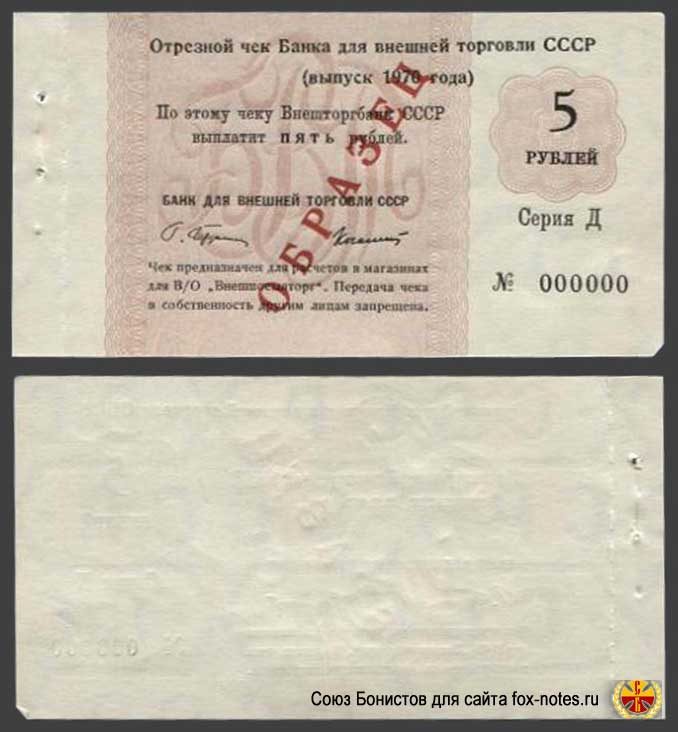 Отрезной чек Банка для внешней торговли СССР
(выпуск 1976 года)
По этому чеку Внешторгбанк СССР
выплатит ПЯТЬ рублей.
БАНК ДЛЯ ВНЕШНЕЙ ТОРГОВЛИ СССР
Чек предназначен для расчетов в магазинах
для В/О „Внешпосылторг“. Передача чека
в собственность другим лицам запрещена.
ОБРАЗЕЦ
5
РУБЛЕЙ
Серия Д
№ 000000
Союз Бонистов для сайта fox-notes.ru